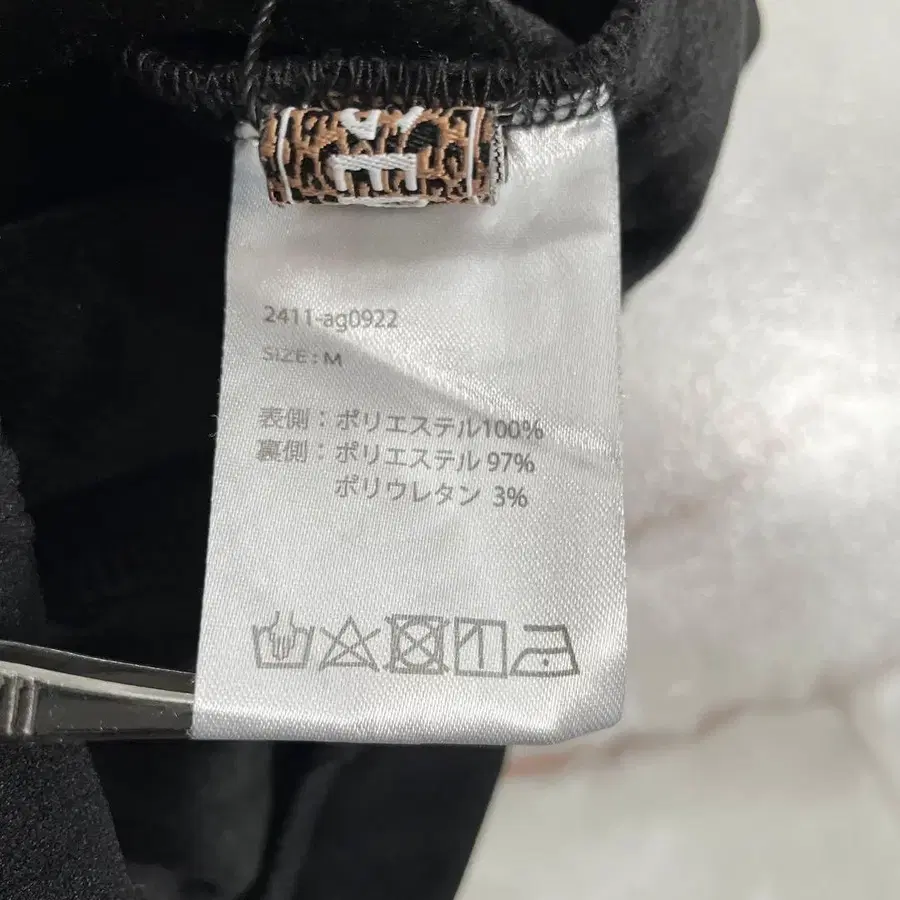 2411-ag0922
SIZE : M
表側：ポリエステル100%
裏側：ポリエステル 97%
ポリウレタン 3%